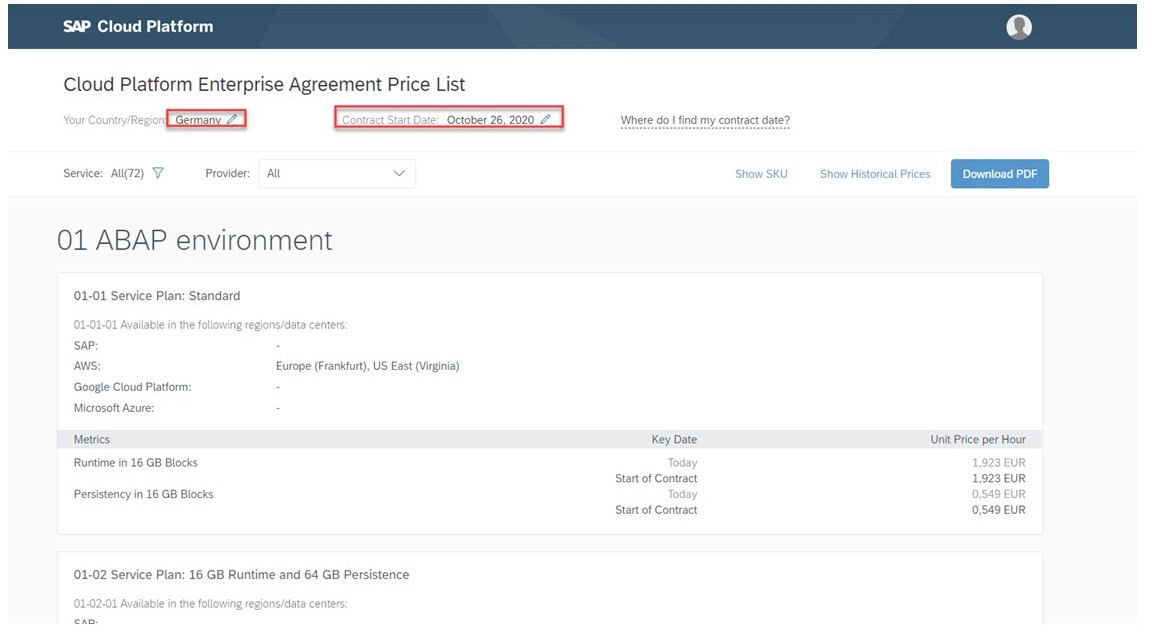 SAP Cloud Platform
Cloud Platform Enterprise Agreement Price List
Your Country/Region: Germany Contract Start Date: October 26, 2020 Where do I find my contract date?
Service: All(72) Provider: All Show SKU Show Historical Prices Download PDF
01 ABAP environment
01-01 Service Plan: Standard
01-01-01 Available in the following regions/data centers:
SAP: -
AWS: Europe (Frankfurt), US East (Virginia)
Google Cloud Platform: -
Microsoft Azure: -
Metrics Key Date Unit Price per Hour
Runtime in 16 GB Blocks Today 1,923 EUR
Start of Contract 1,923 EUR
Persistency in 16 GB Blocks Today 0,549 EUR
Start of Contract 0,549 EUR
01-02 Service Plan: 16 GB Runtime and 64 GB Persistence
01-02-01 Available in the following regions/data centers:
SAP: